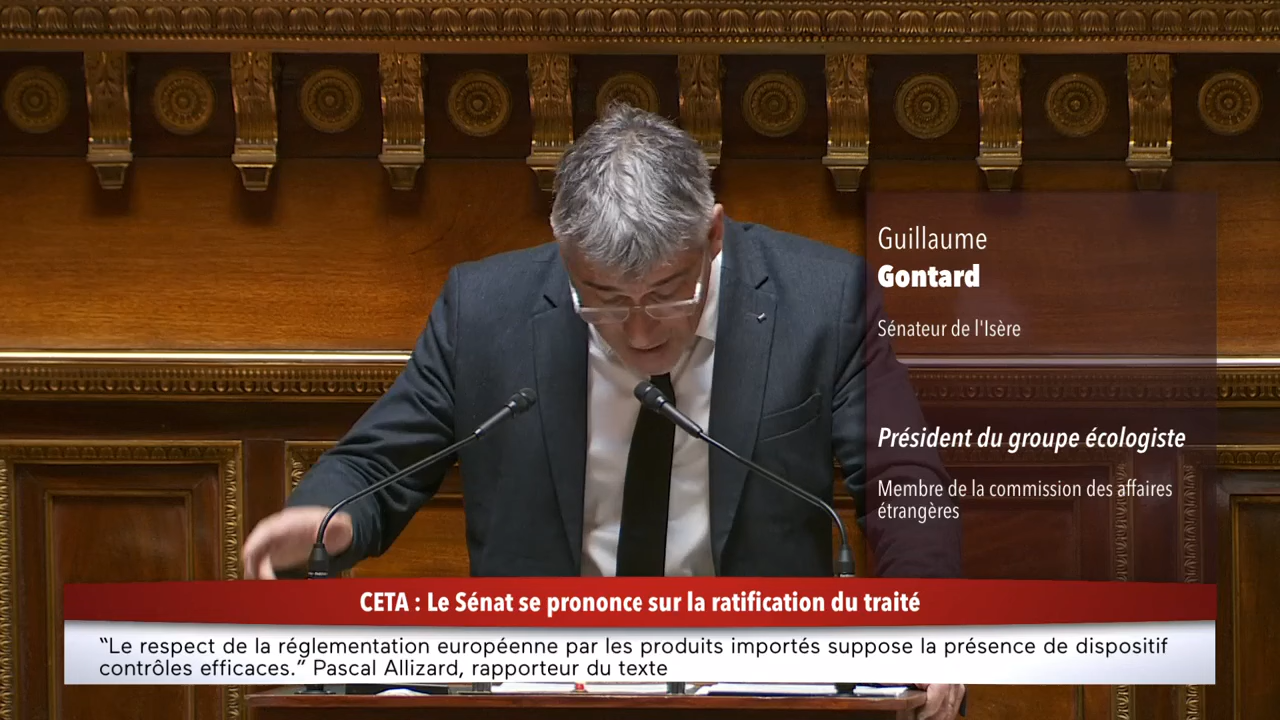 Guillaume
Gontard
Sénateur de l'Isère
Président du groupe écologiste
Membre de la commission des affaires
étrangères
CETA : Le Sénat se prononce sur la ratification du traité
“Le respect de la réglementation européenne par les produits importés suppose la présence de dispositif
contrôles efficaces.” Pascal Allizard, rapporteur du texte